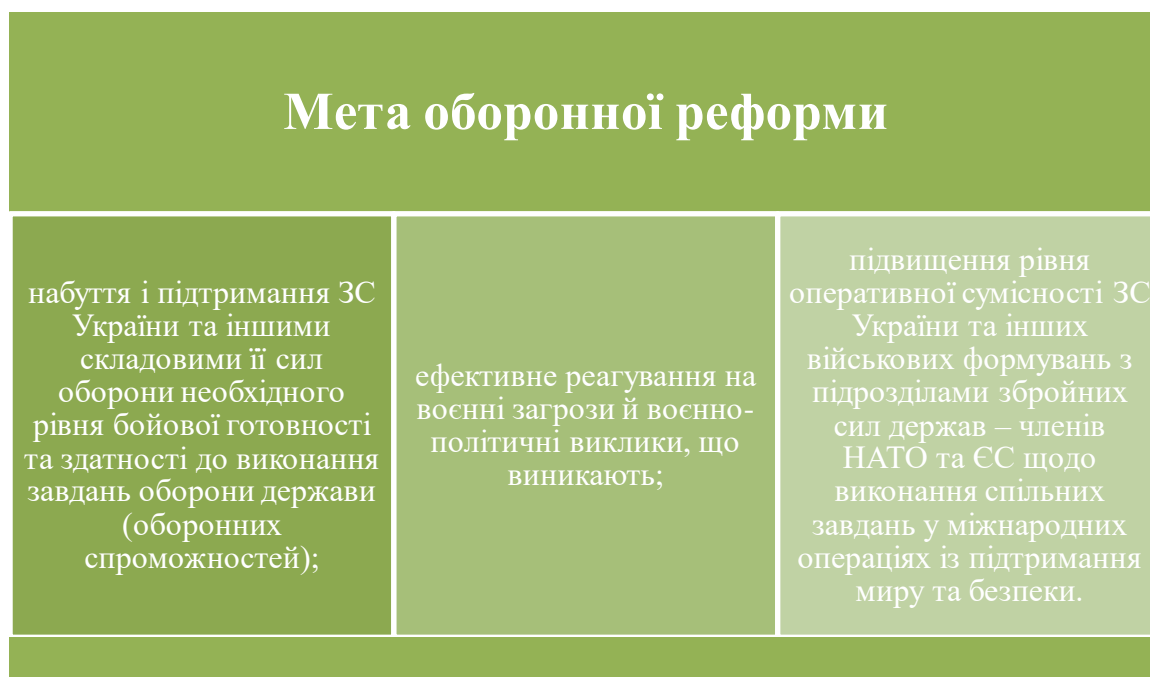 Мета оборонної реформи
набуття і підтримання ЗС
України та іншими
складовими її сил
оборони необхідного
рівня бойової готовності
та здатності до виконання
завдань оборони держави
(оборонних
спроможностей);
ефективне реагування на
воєнні загрози й воєнно-
політичні виклики, що
виникають;
підвищення рівня
оперативної сумісності ЗС
України та інших
військових формувань з
підрозділами збройних
сил держав – членів
НАТО та ЄС щодо
виконання спільних
завдань у міжнародних
операціях із підтримання
миру та безпеки.